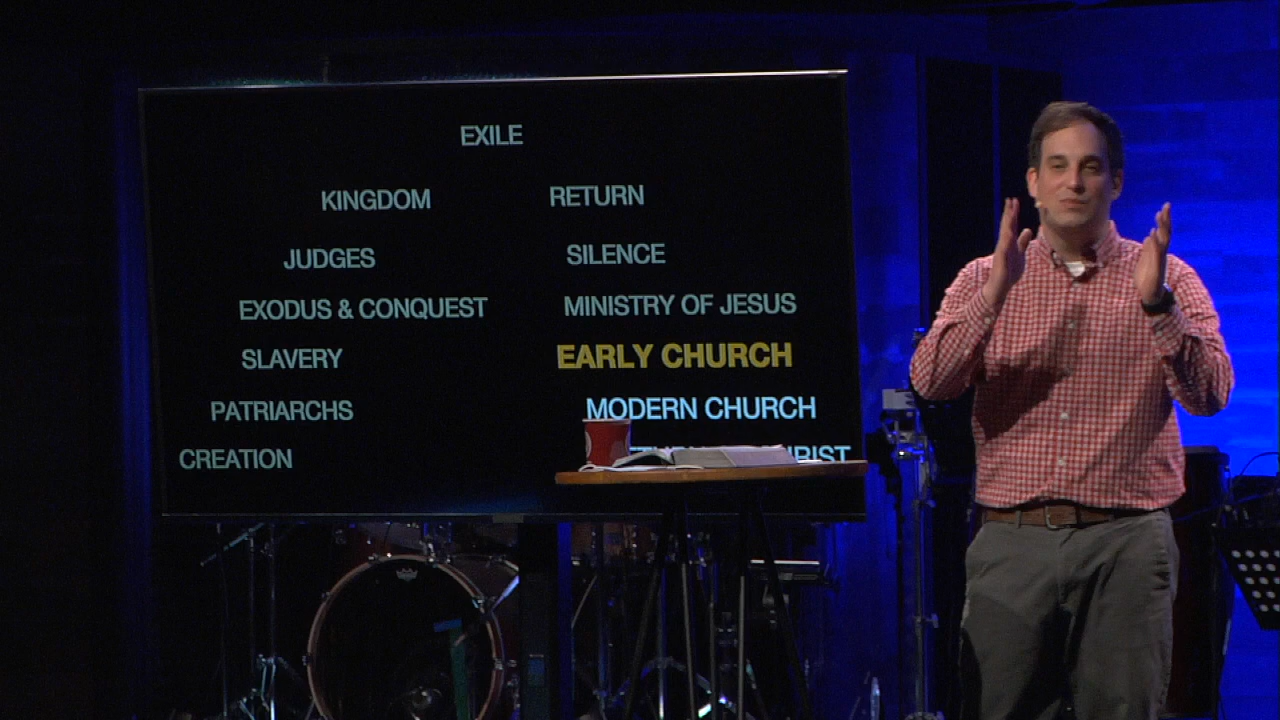 EXILE
KINGDOM
RETURN
JUDGES
SILENCE
EXODUS & CONQUEST
MINISTRY OF JESUS
SLAVERY
EARLY CHURCH
PATRIARCHS
MODERN CHURCH
CREATION